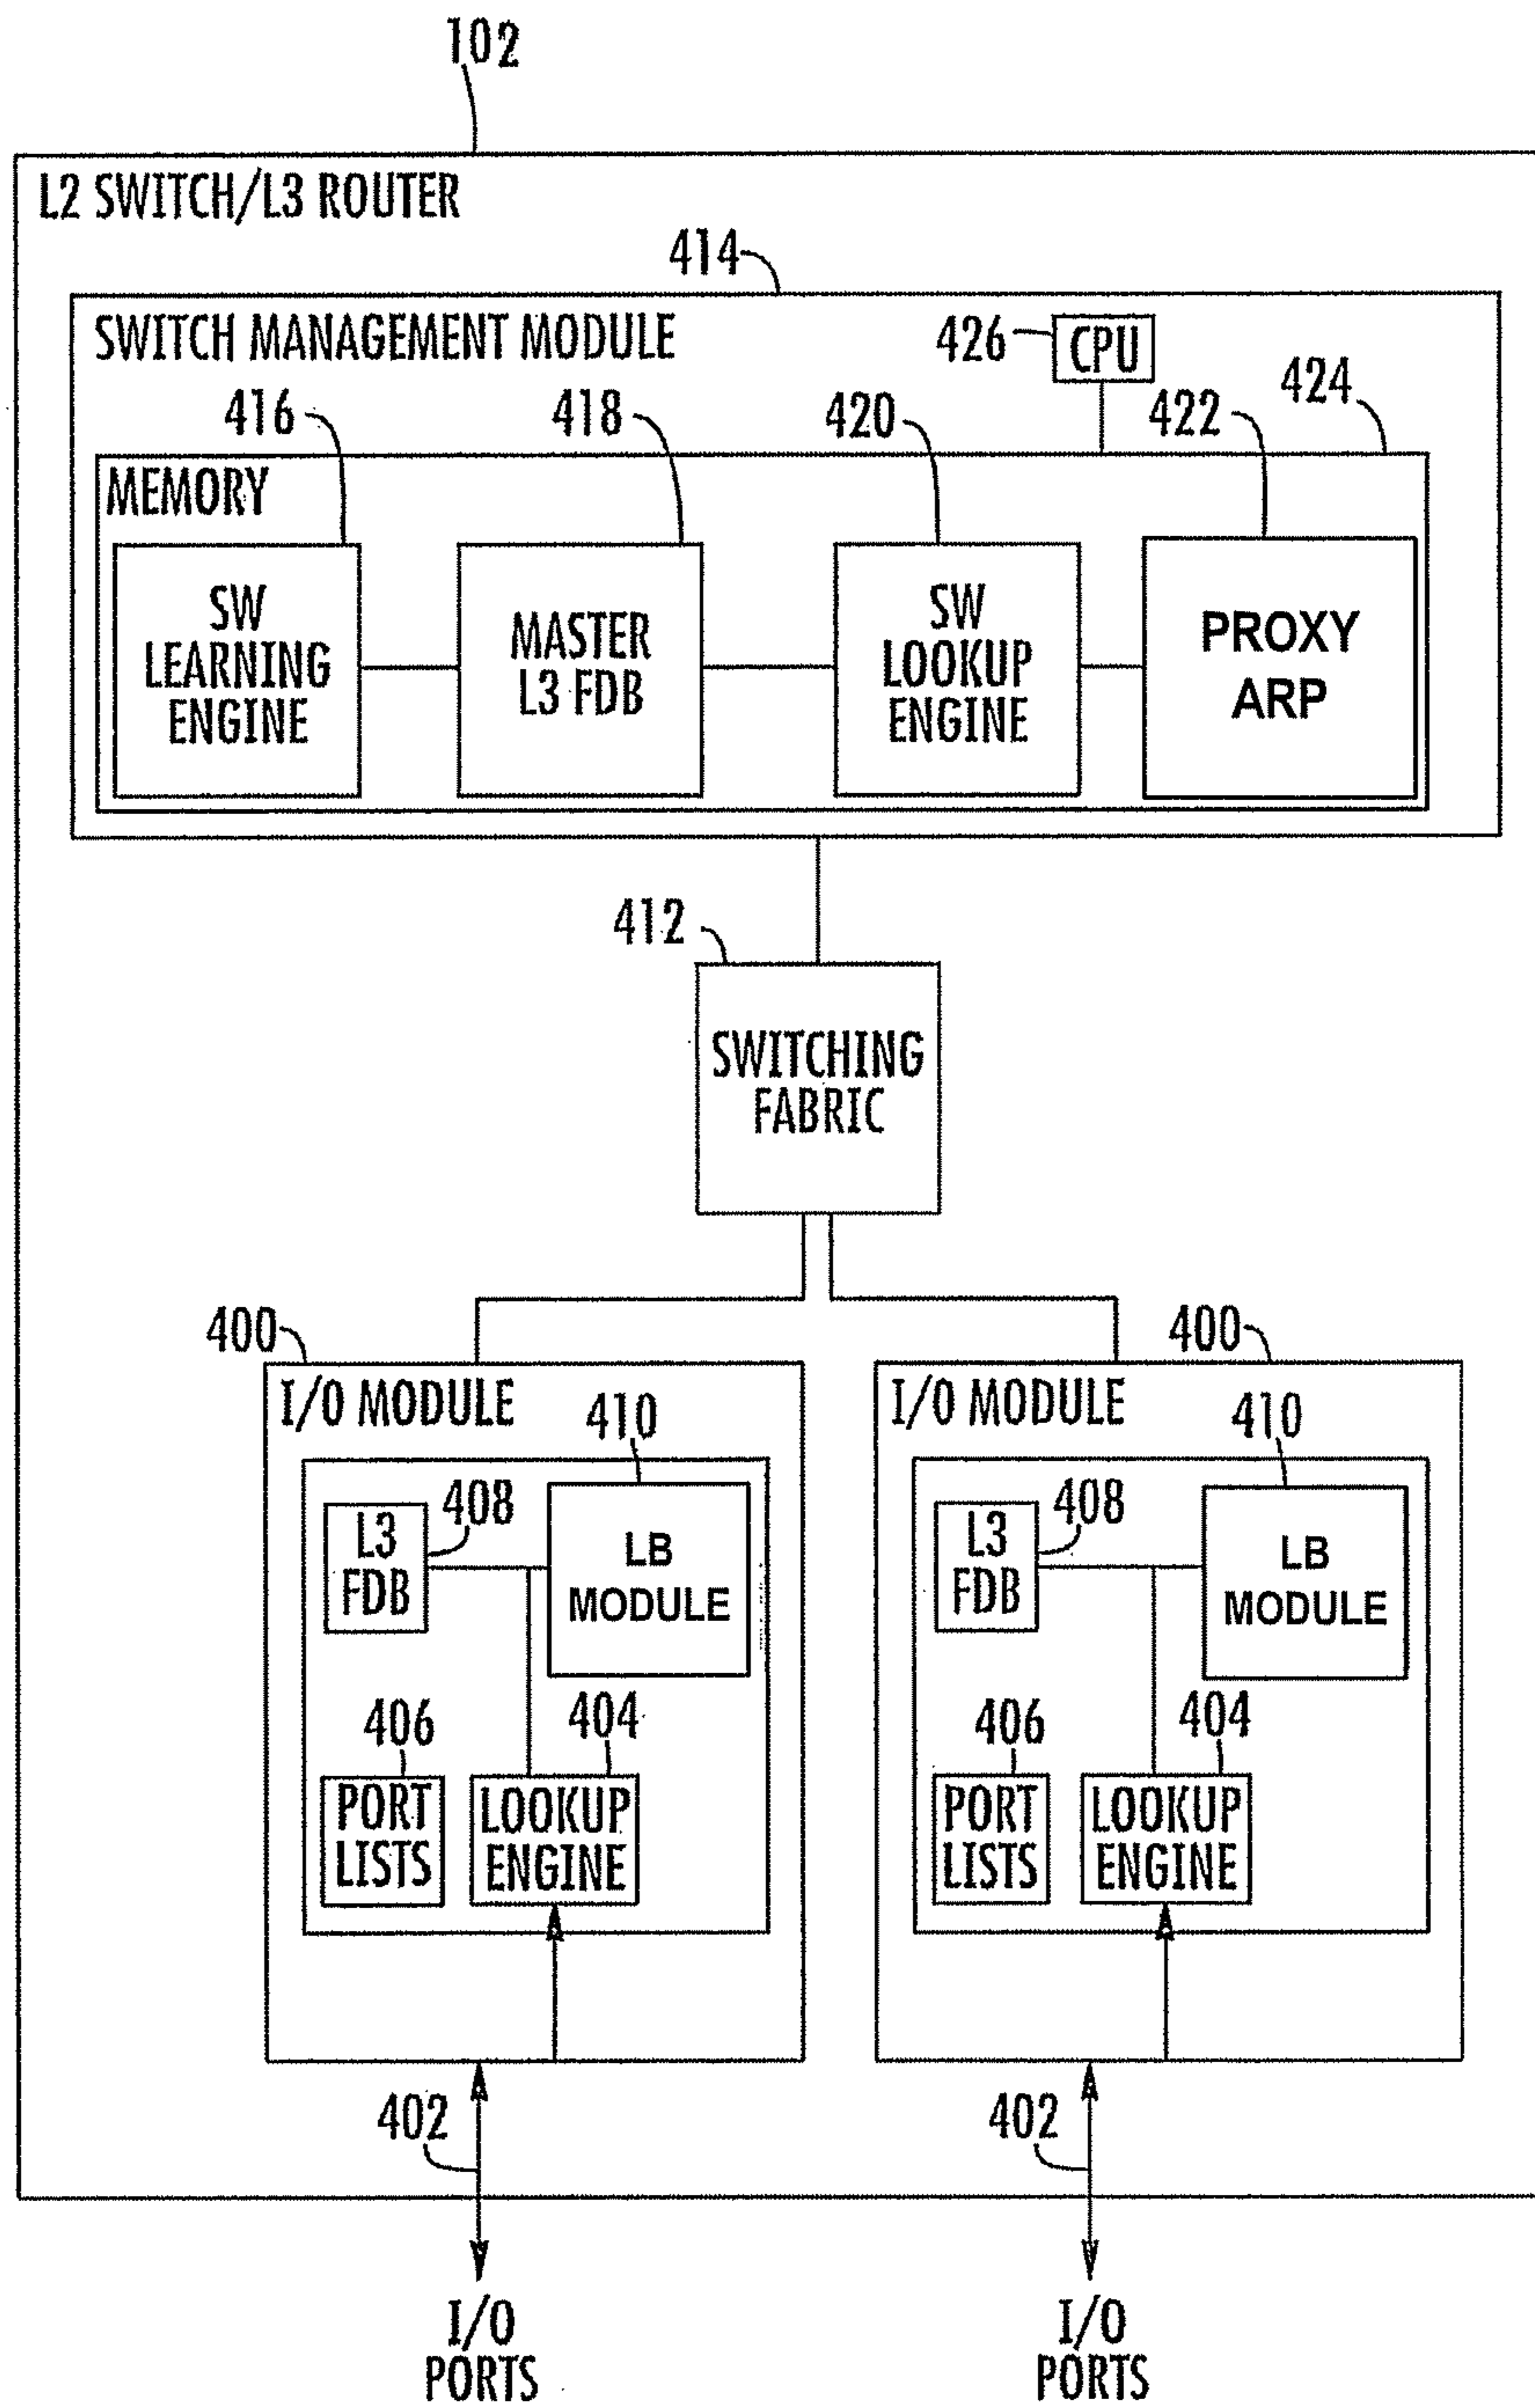 102
L2 SWITCH/L3 ROUTER
414
SWITCH MANAGEMENT MODULE
426
CPU
416
418
420
422
424
MEMORY
SW
LEARNING
ENGINE
MASTER
L3 FDB
SW
LOOKUP
ENGINE
PROXY
ARP
412
SWITCHING
FABRIC
400
I/O MODULE
410
L3
FDB
408
LB
MODULE
406
404
PORT
LISTS
LOOKUP
ENGINE
402
I/O
PORTS
400
I/O MODULE
410
L3
FDB
408
LB
MODULE
406
404
PORT
LISTS
LOOKUP
ENGINE
402
I/O
PORTS